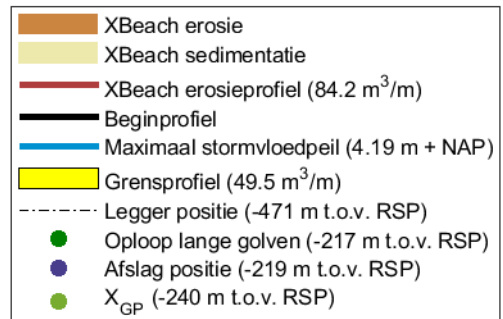 XBeach erosie
XBeach sedimentatie
XBeach erosieprofiel (84.2 m³/m)
Beginprofiel
Maximaal stormvloedpeil (4.19 m + NAP)
Grensprofiel (49.5 m³/m)
Legger positie (-471 m t.o.v. RSP)
Oploop lange golven (-217 m t.o.v. RSP)
Afslag positie (-219 m t.o.v. RSP)
X_GP (-240 m t.o.v. RSP)